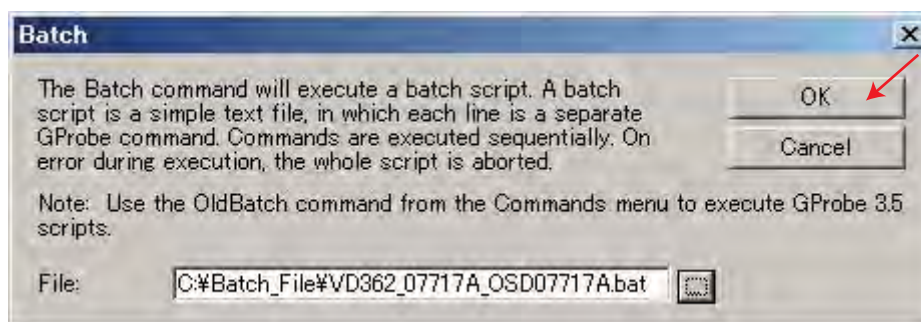 Batch
The Batch command will execute a batch script. A batch
script is a simple text file, in which each line is a separate
GProbe command. Commands are executed sequentially. On
error during execution, the whole script is aborted.
OK
Cancel
Note: Use the OldBatch command from the Commands menu to execute GProbe 3.5
scripts.
File:
C:¥Batch_File¥VD362_07717A_OSD07717A.bat
...